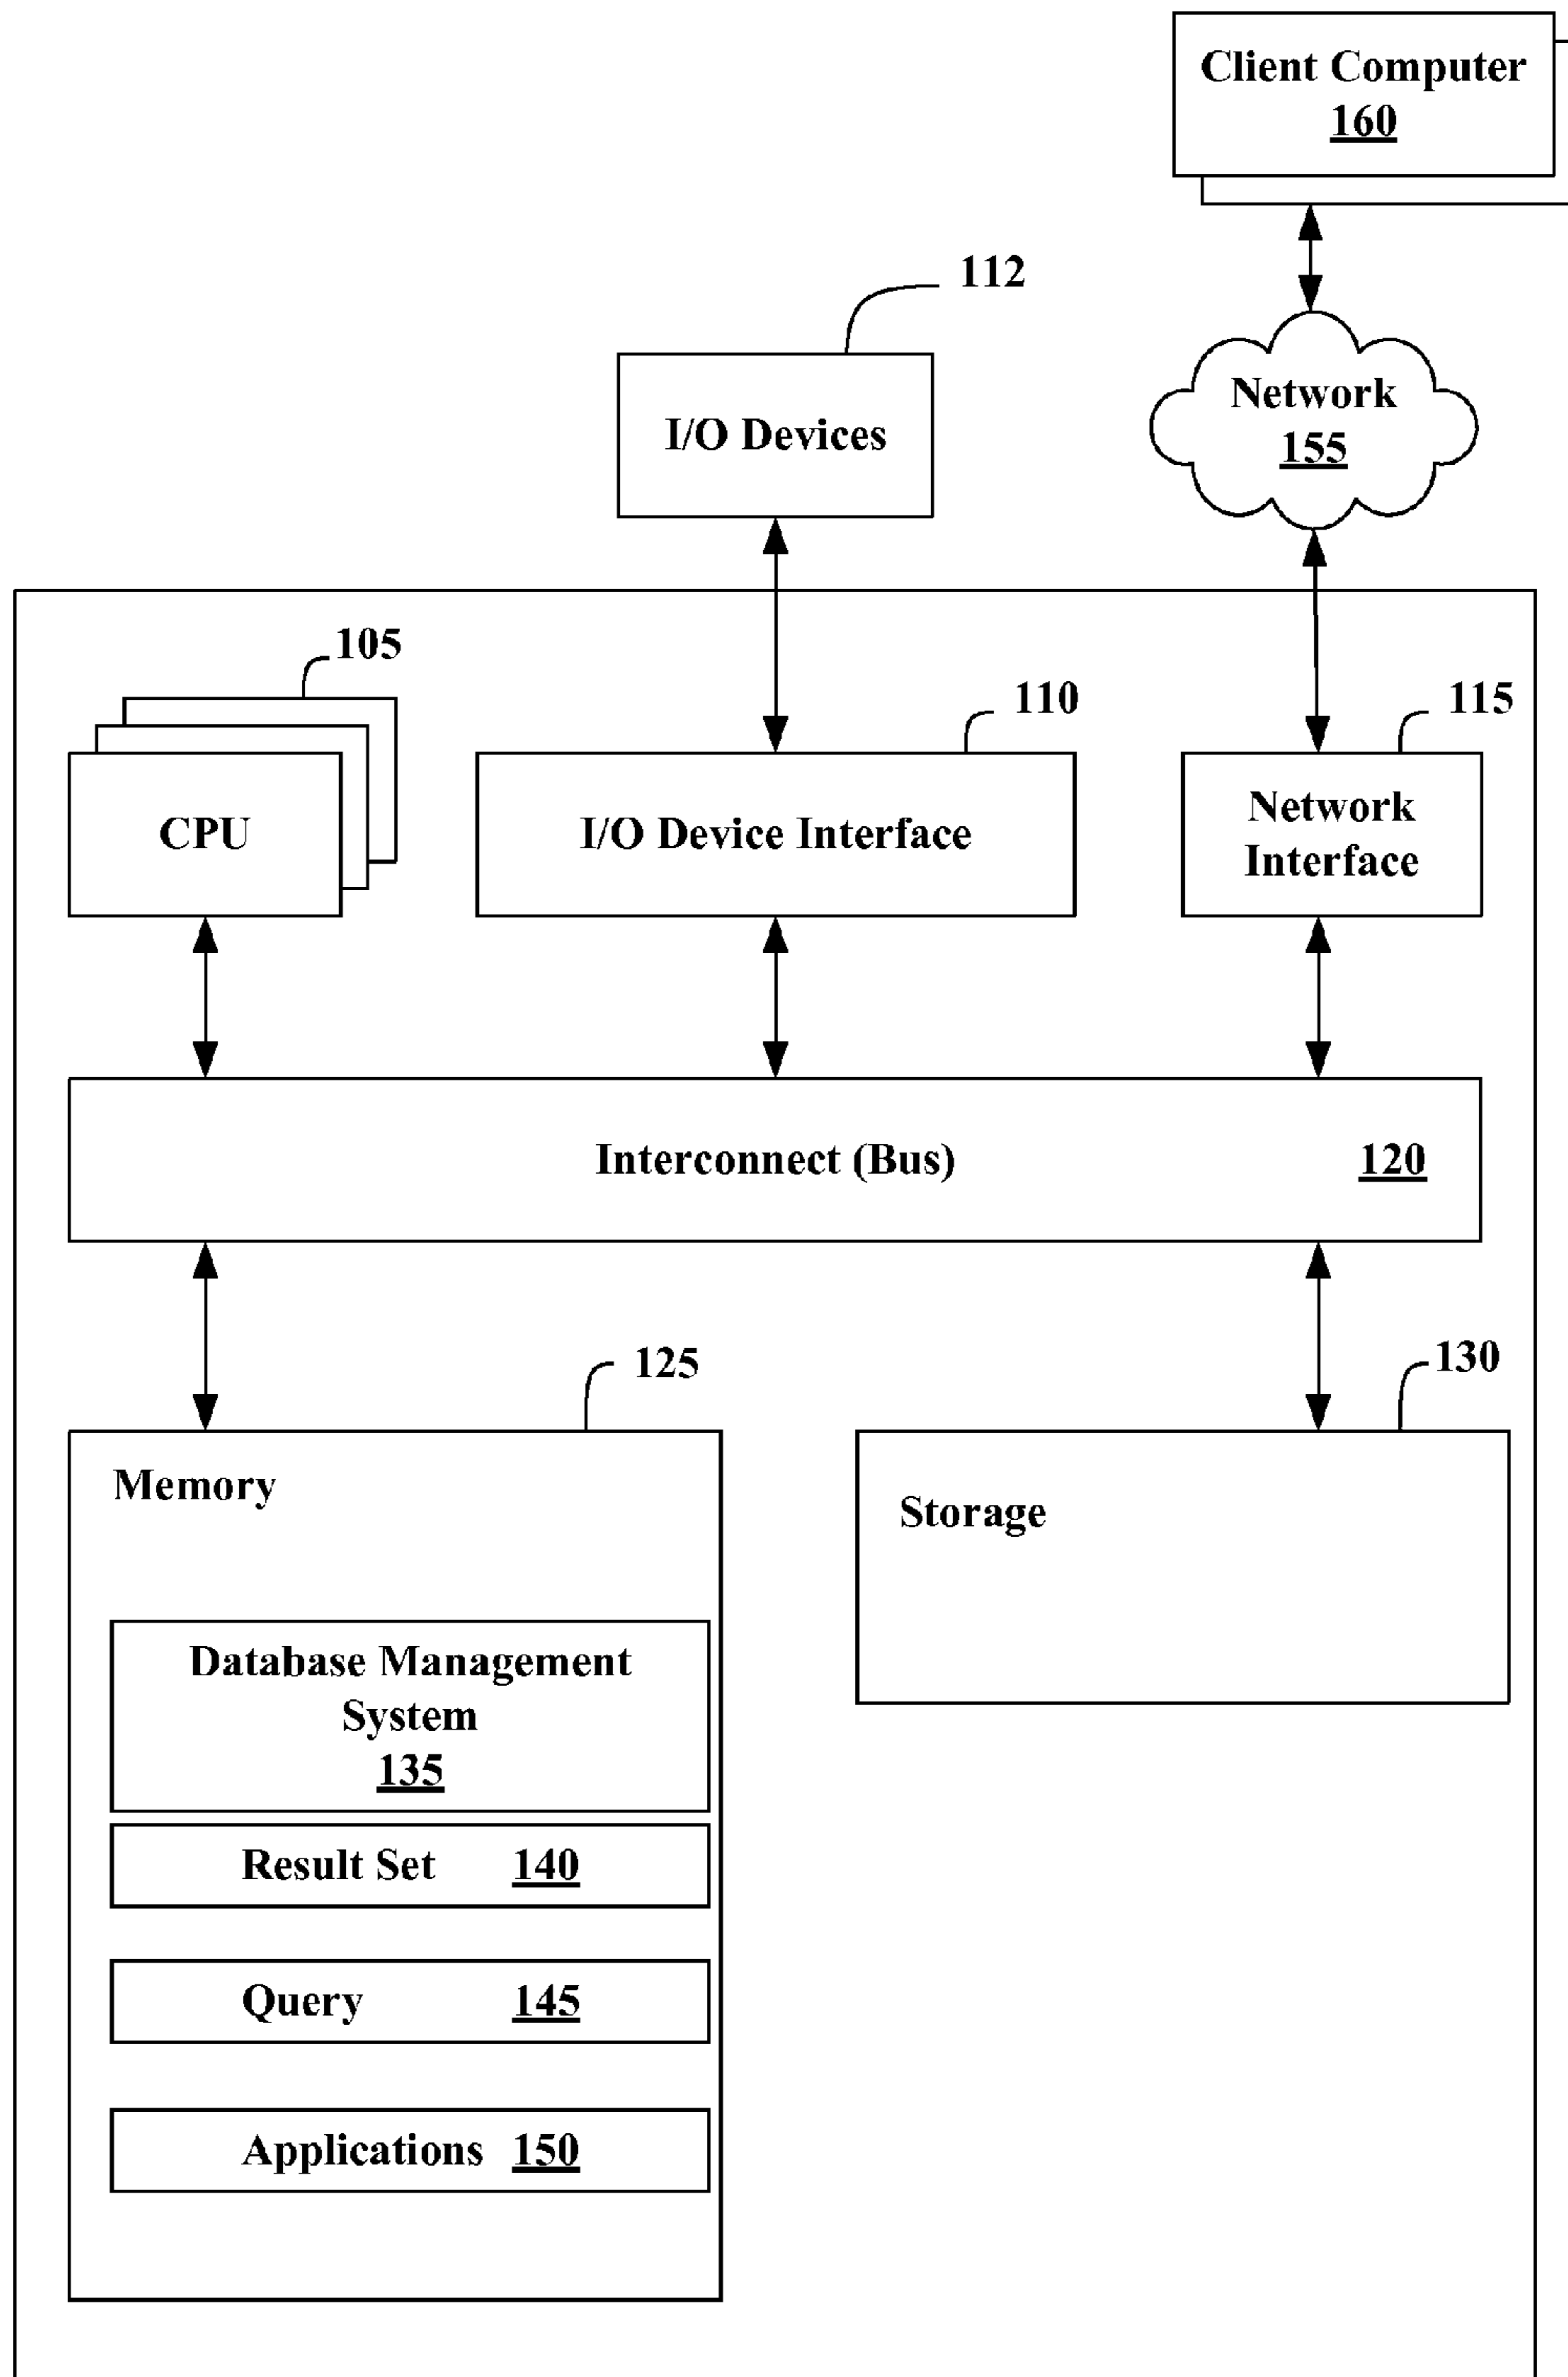 Client Computer
160
112
I/O Devices
Network
155
105
110
115
CPU
I/O Device Interface
Network
Interface
Interconnect (Bus) 120
125
130
Memory
Storage
Database Management
System
135
Result Set 140
Query 145
Applications 150